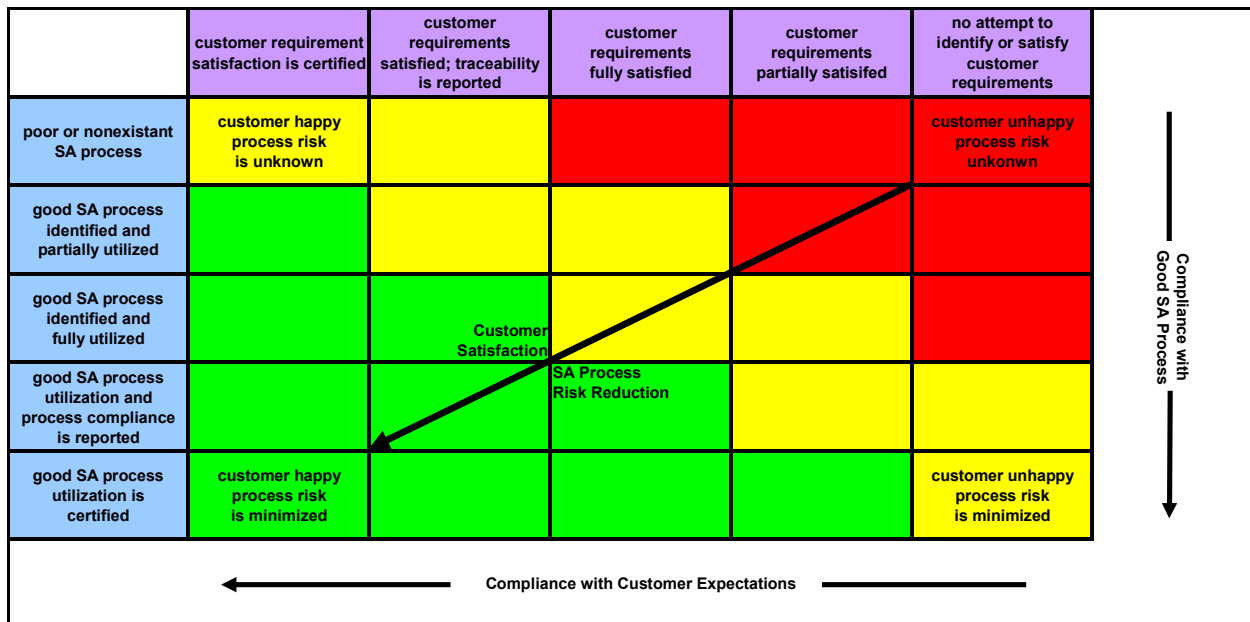 customer requirement
satisfaction is certified
customer
requirements
satisfied; traceability
is reported
customer
requirements
fully satisfied
customer
requirements
partially satisifed
no attempt to
identify or satisfy
customer
requirements
poor or nonexistant
SA process
customer happy
process risk
is unknown
customer unhappy
process risk
unkonwn
good SA process
identified and
partially utilized
good SA process
identified and
fully utilized
Customer
Satisfaction
SA Process
Risk Reduction
good SA process
utilization and
process compliance
is reported
good SA process
utilization is
certified
customer happy
process risk
is minimized
customer unhappy
process risk
is minimized
Compliance with
Good SA Process
Compliance with Customer Expectations